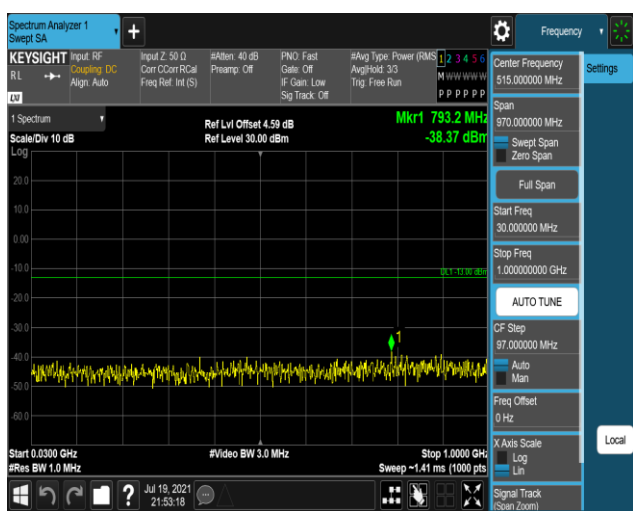 Spectrum Analyzer 1
Swept SA
Frequency
KEYSIGHT
RL
LXI
Input: RF
Coupling: DC
Align: Auto
Input Z: 50 Ω
Corr CCorr RCal
Freq Ref: Int (S)
#Atten: 40 dB
Preamp: Off
PNO: Fast
Gate: Off
IF Gain: Low
Sig Track: Off
#Avg Type: Power (RMS
Avg|Hold: 3/3
Trig: Free Run
1 2 3 4 5 6
M W W W W W
P P P P P P
1 Spectrum
Scale/Div 10 dB
Log
Ref Lvl Offset 4.59 dB
Ref Level 30.00 dBm
Mkr1 793.2 MHz
-38.37 dBm
20.0
10.0
0.00
-10.0
-20.0
-30.0
-40.0
-50.0
-60.0
DL1 -13.00 dBm
1
Start 0.0300 GHz
#Res BW 1.0 MHz
#Video BW 3.0 MHz
Stop 1.0000 GHz
Sweep ~1.41 ms (1000 pts
Jul 19, 2021
21:53:18
?
Center Frequency
515.000000 MHz
Span
970.000000 MHz
Swept Span
Zero Span
Full Span
Start Freq
30.000000 MHz
Stop Freq
1.000000000 GHz
AUTO TUNE
CF Step
97.000000 MHz
Auto
Man
Freq Offset
0 Hz
X Axis Scale
Log
Lin
Signal Track
(Span Zoom)
Settings
Local